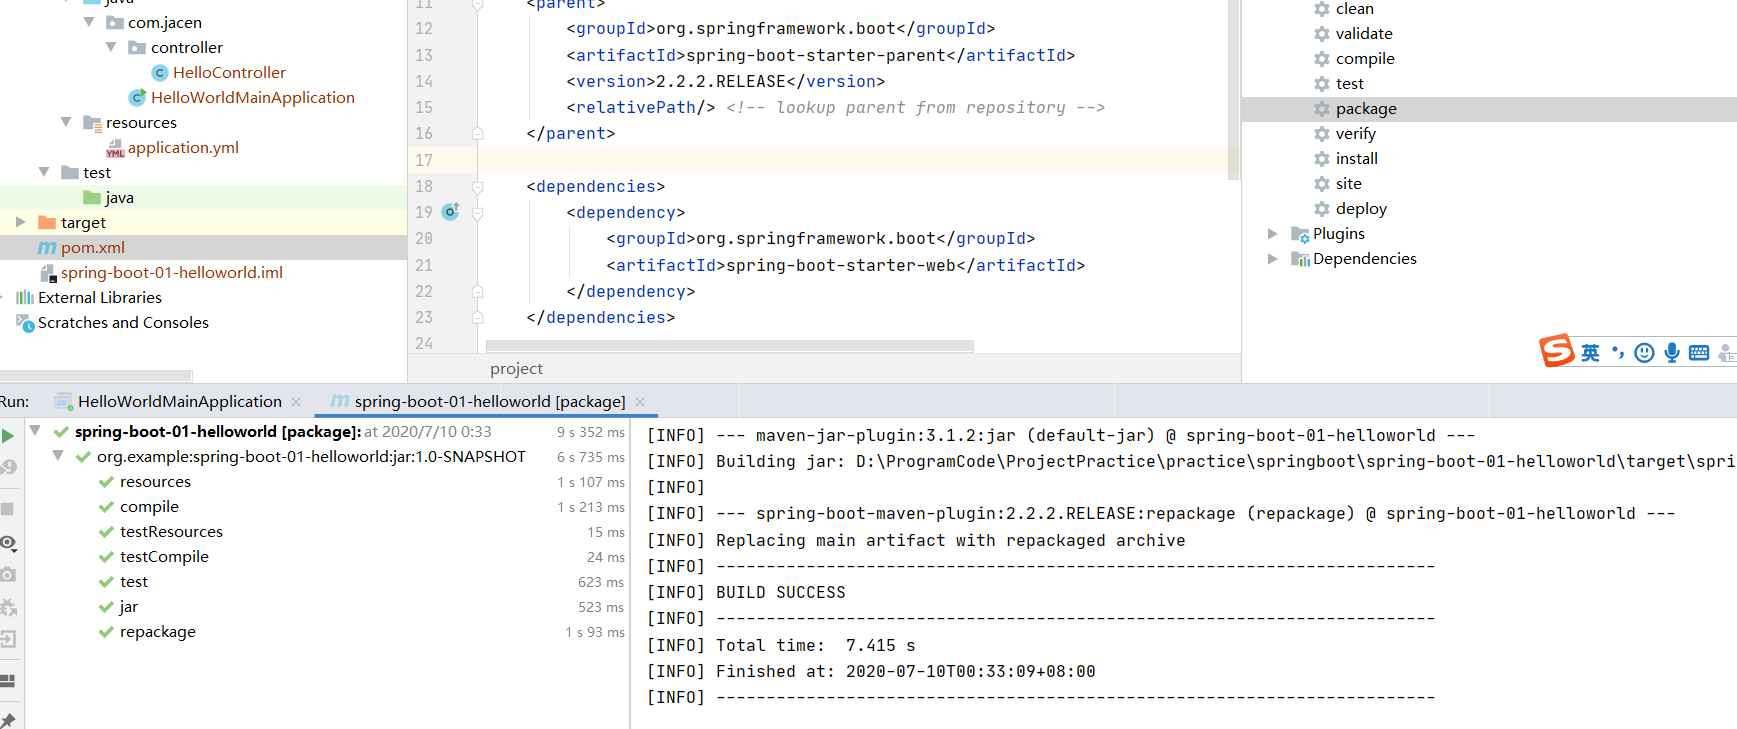 java
com.jacen
controller
HelloController
HelloWorldMainApplication
resources
application.yml
test
java
target
pom.xml
spring-boot-01-helloworld.iml
External Libraries
Scratches and Consoles
11 <parent>
12 <groupId>org.springframework.boot</groupId>
13 <artifactId>spring-boot-starter-parent</artifactId>
14 <version>2.2.2.RELEASE</version>
15 <relativePath/> <!-- lookup parent from repository -->
16 </parent>
17
18 <dependencies>
19 <dependency>
20 <groupId>org.springframework.boot</groupId>
21 <artifactId>spring-boot-starter-web</artifactId>
22 </dependency>
23 </dependencies>
24
project
clean
validate
compile
test
package
verify
install
site
deploy
Plugins
Dependencies
英
Run: HelloWorldMainApplication spring-boot-01-helloworld [package]
spring-boot-01-helloworld [package]: at 2020/7/10 0:33 9 s 352 ms
org.example:spring-boot-01-helloworld:jar:1.0-SNAPSHOT 6 s 735 ms
resources 1 s 107 ms
compile 1 s 213 ms
testResources 15 ms
testCompile 24 ms
test 623 ms
jar 523 ms
repackage 1 s 93 ms
[INFO] --- maven-jar-plugin:3.1.2:jar (default-jar) @ spring-boot-01-helloworld ---
[INFO] Building jar: D:\ProgramCode\ProjectPractice\practice\springboot\spring-boot-01-helloworld\target\spri
[INFO]
[INFO] --- spring-boot-maven-plugin:2.2.2.RELEASE:repackage (repackage) @ spring-boot-01-helloworld ---
[INFO] Replacing main artifact with repackaged archive
[INFO] ------------------------------------------------------------------------
[INFO] BUILD SUCCESS
[INFO] ------------------------------------------------------------------------
[INFO] Total time:  7.415 s
[INFO] Finished at: 2020-07-10T00:33:09+08:00
[INFO] ------------------------------------------------------------------------